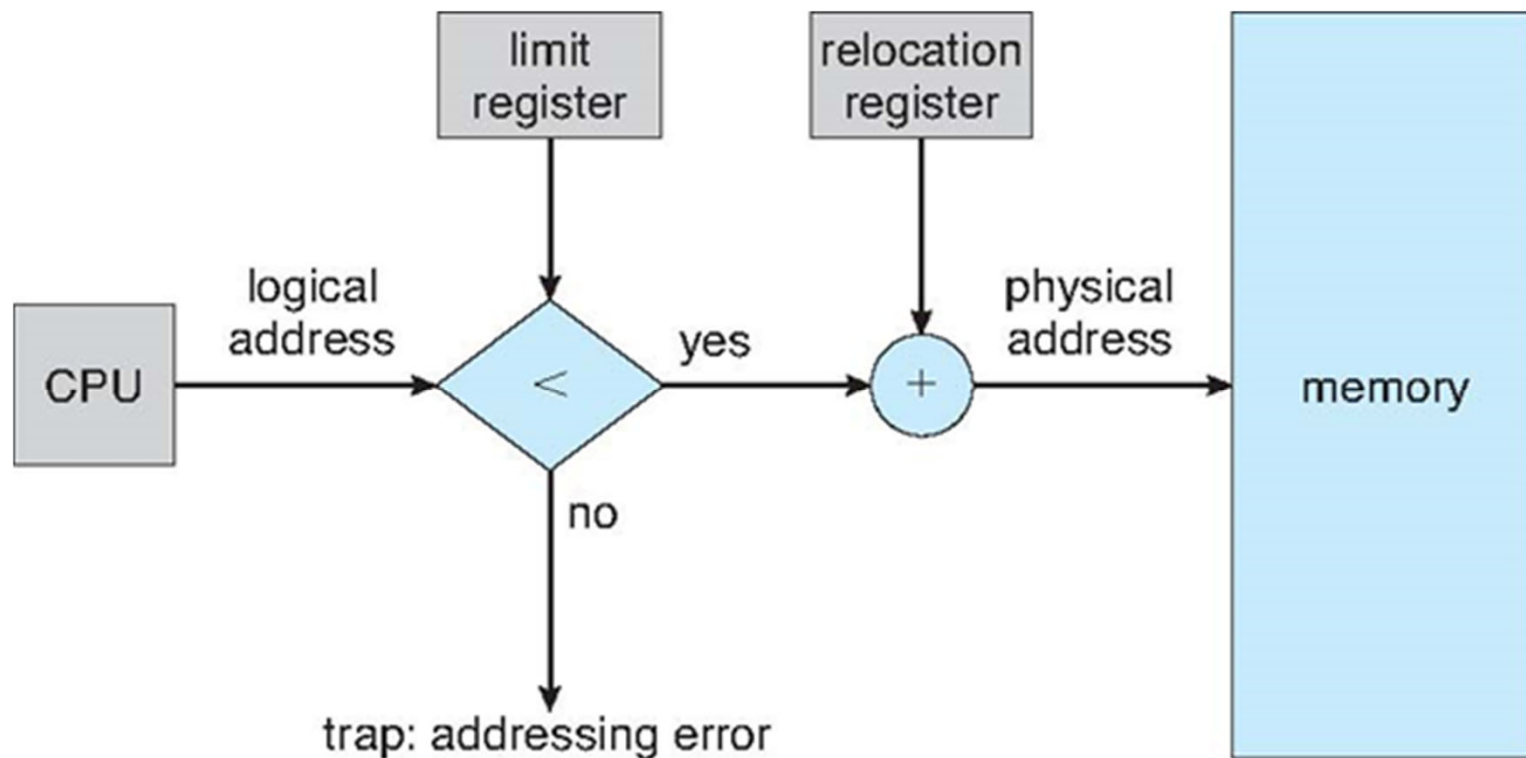 limit
register
relocation
register
logical
address
physical
address
CPU
<
yes
+
memory
no
trap: addressing error